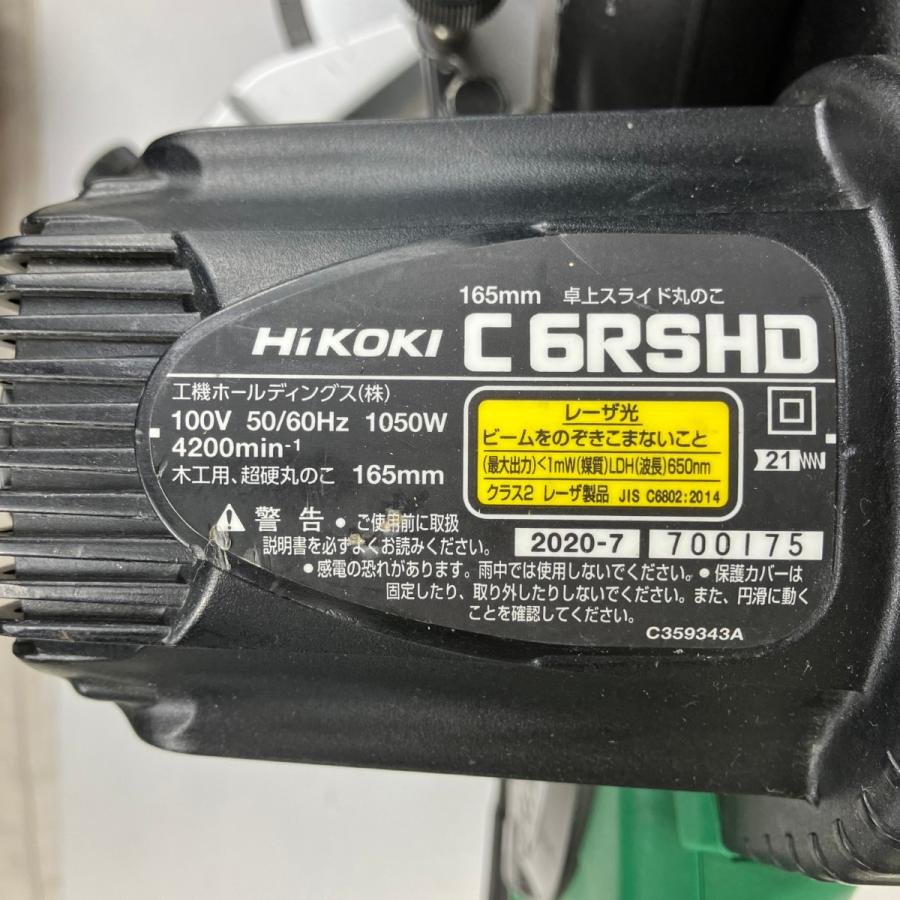 165mm 卓上スライド丸のこ
HiKOKI C 6RSHD
工機ホールディングス(株)
100V 50/60Hz 1050W
4200min-1
木工用、超硬丸のこ 165mm
レーザ光
ビームをのぞきこまないこと
(最大出力)<1mW(媒質)LDH(波長)650nm
クラス2 レーザ製品 JIS C6802:2014
21
警告 ● ご使用前に取扱
説明書を必ずよくお読みください。
2020-7 700175
● 感電の恐れがあります。雨中では使用しないでください。● 保護カバーは
固定したり、取り外したりしないでください。また、円滑に動く
ことを確認してください。
C359343A